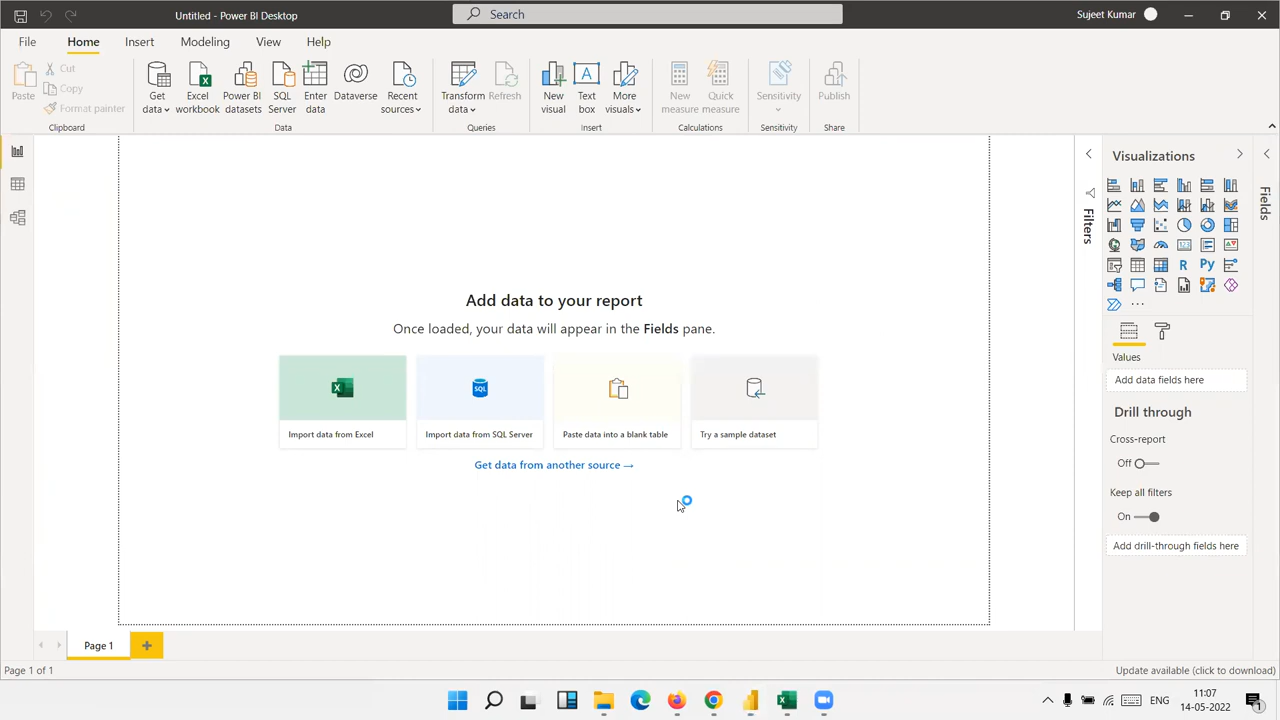 Untitled - Power BI Desktop
Search
Sujeet Kumar
File Home Insert Modeling View Help
Paste
Cut
Copy
Format painter
Clipboard
Get data
Excel workbook
Power BI datasets
SQL Server
Enter data
Dataverse
Recent sources
Data
Transform data
Refresh
Queries
New visual
Text box
More visuals
Insert
New measure
Quick measure
Calculations
Sensitivity
Sensitivity
Publish
Share
Add data to your report
Once loaded, your data will appear in the Fields pane.
SQL
Import data from Excel
Import data from SQL Server
Paste data into a blank table
Try a sample dataset
Get data from another source →
Filters
Visualizations
R Py
123
Values
Add data fields here
Drill through
Cross-report
Off
Keep all filters
On
Add drill-through fields here
Fields
Page 1
Page 1 of 1
Update available (click to download)
ENG
11:07
14-05-2022
1